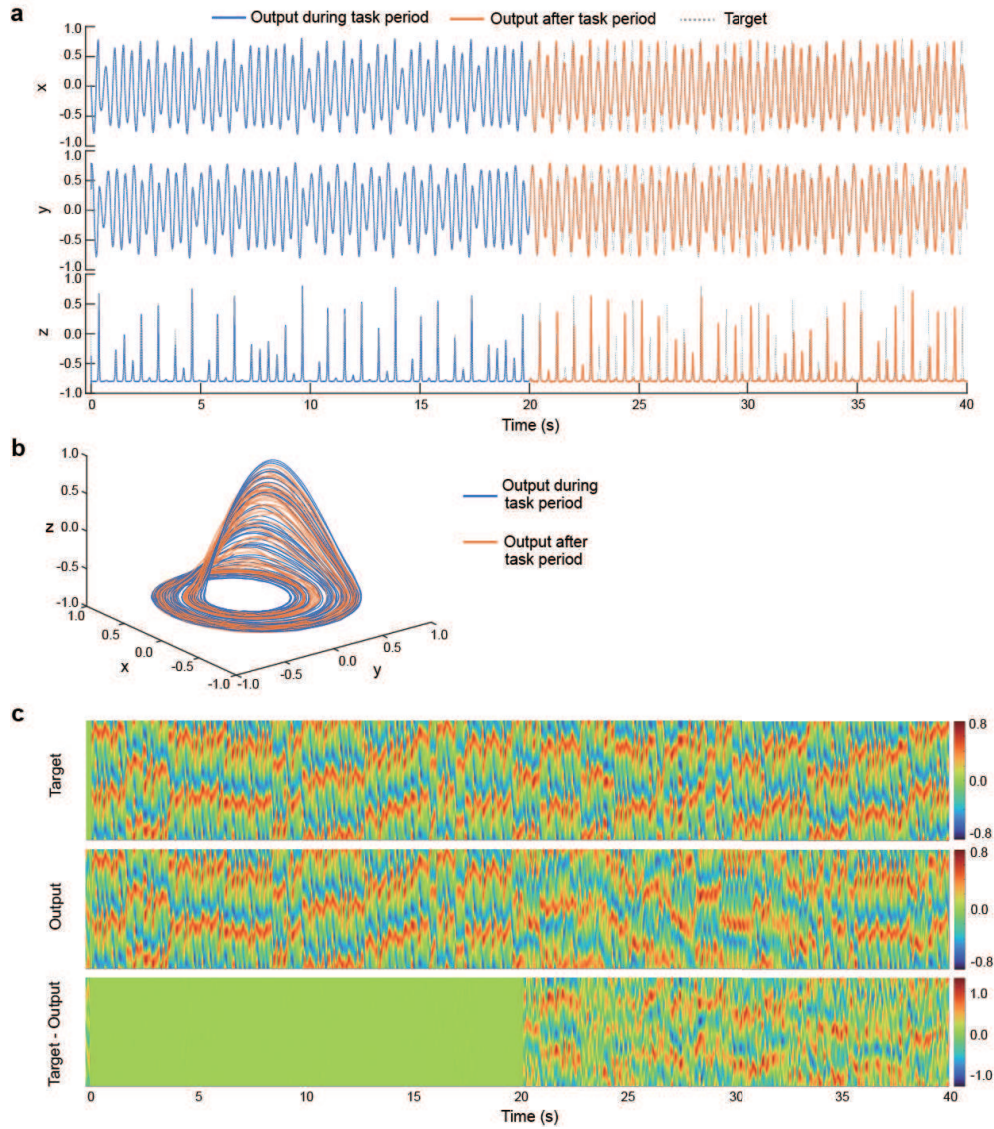 a
Output during task period Output after task period Target
1.0
0.5
0.0
-0.5
-1.0
x
1.0
0.5
0.0
-0.5
-1.0
y
1.0
0.5
0.0
-0.5
-1.0
z
0 5 10 15 20 25 30 35 40
Time (s)
b
1.0
0.5
z
0.0
-0.5
-1.0
1.0
0.5
0.0
-0.5
-1.0
x
-1.0
-0.5
0.0
0.5
1.0
y
Output during
task period
Output after
task period
c
Target
0.8
0.0
-0.8
Output
0.8
0.0
-0.8
Target - Output
1.0
0.0
-1.0
0 5 10 15 20 25 30 35 40
Time (s)